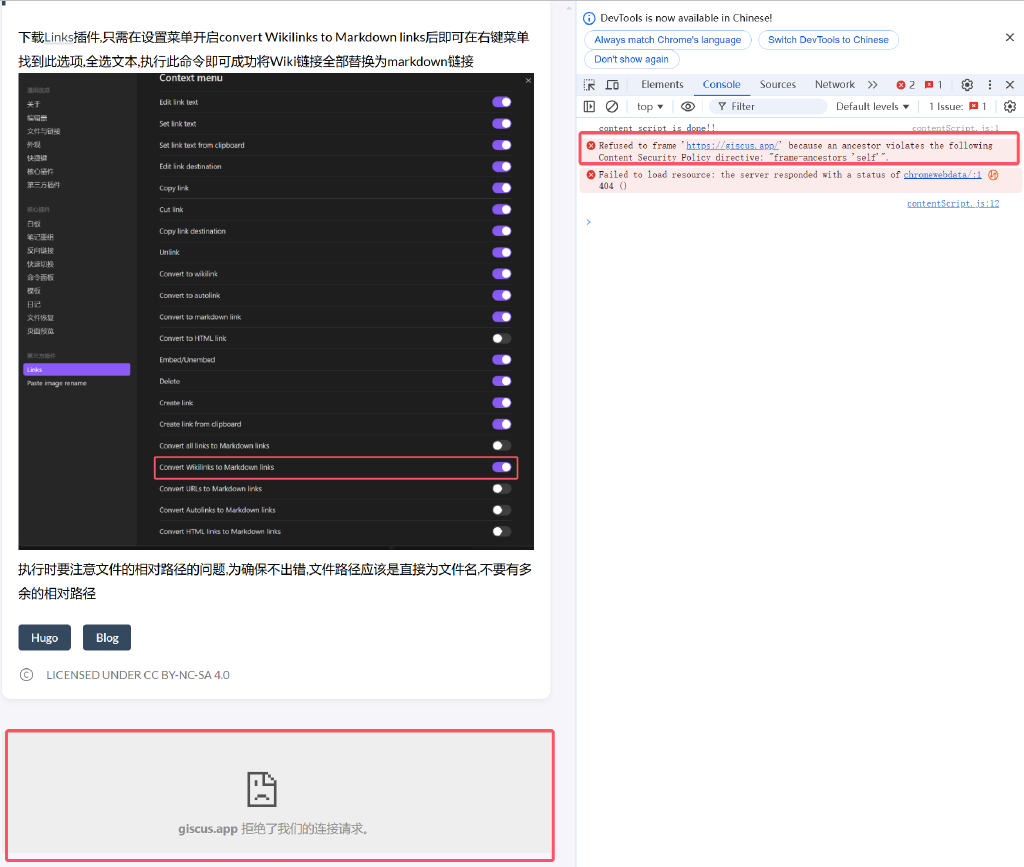 下载Links插件,只需在设置菜单开启convert Wikilinks to Markdown links后即可在右键菜单
找到此选项,全选文本,执行此命令即可成功将Wiki链接全部替换为markdown链接
通用选项
关于
编辑器
文件与链接
外观
快捷键
核心插件
第三方插件
核心插件
白板
笔记重组
反向链接
快速切换
命令面板
模板
日记
文件恢复
页面预览
第三方插件
Links
Paste image rename
Context menu
Edit link text
Set link text
Set link text from clipboard
Edit link destination
Copy link
Cut link
Copy link destination
Unlink
Convert to wikilink
Convert to autolink
Convert to markdown link
Convert to HTML link
Embed/Unembed
Delete
Create link
Create link from clipboard
Convert all links to Markdown links
Convert Wikilinks to Markdown links
Convert URLs to Markdown links
Convert Autolinks to Markdown links
Convert HTML links to Markdown links
执行时要注意文件的相对路径的问题,为确保不出错,文件路径应该是直接为文件名,不要有多
余的相对路径
Hugo Blog
LICENSED UNDER CC BY-NC-SA 4.0
giscus.app 拒绝了我们的连接请求。
DevTools is now available in Chinese!
Always match Chrome's language Switch DevTools to Chinese
Don't show again
Elements Console Sources Network 2 1
top Filter Default levels 1 Issue: 1
content script is done!! contentScript.js:1
Refused to frame 'https://giscus.app/' because an ancestor violates the following
Content Security Policy directive: "frame-ancestors 'self'".
Failed to load resource: the server responded with a status of chromewebdata/:1
404 ()
contentScript.js:12